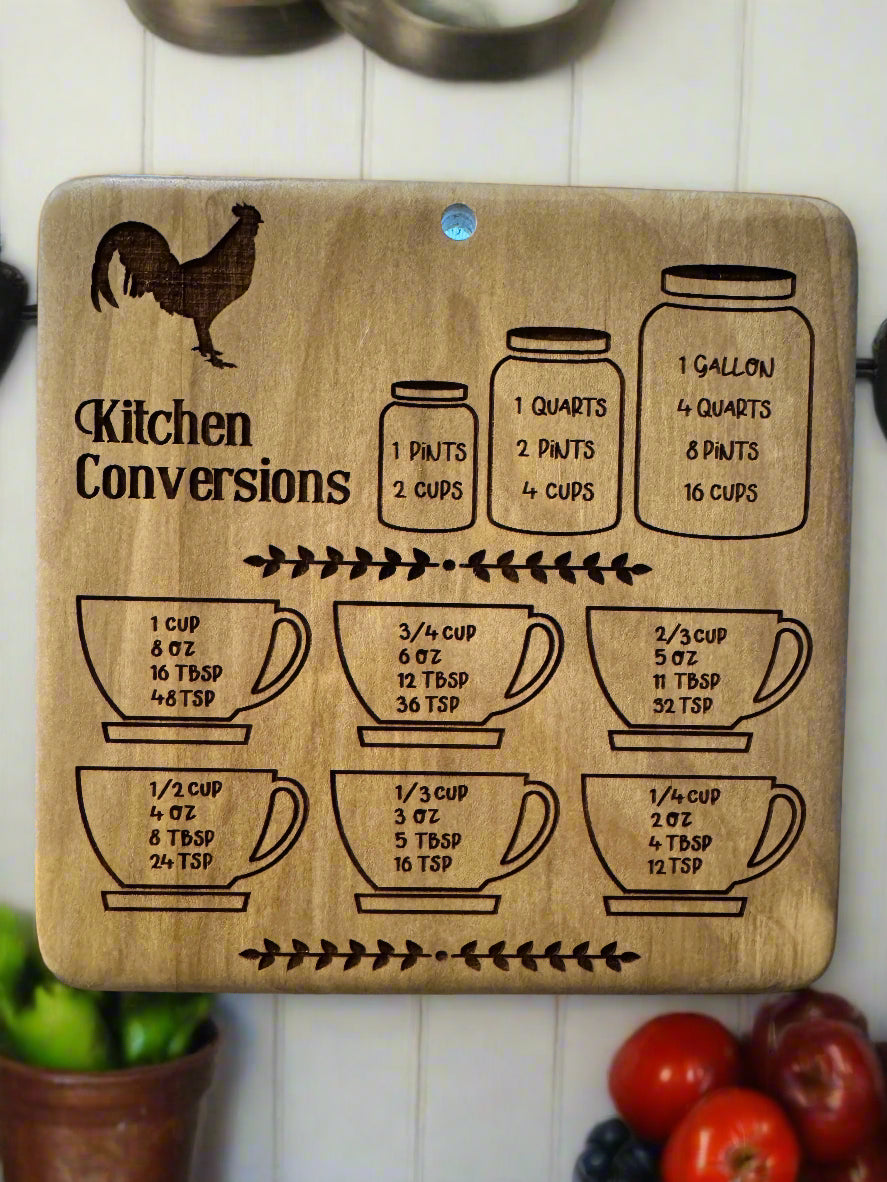 Kitchen
Conversions
1 PiNTS
2 CUPS
1 QUARTS
2 PiNTS
4 CUPS
1 GALLON
4 QUARTS
8 PiNTS
16 CUPS
1 CUP
8 OZ
16 TBSP
48 TSP
3/4 CUP
6 OZ
12 TBSP
36 TSP
2/3 CUP
5 OZ
11 TBSP
32 TSP
1/2 CUP
4 OZ
8 TBSP
24 TSP
1/3 CUP
3 OZ
5 TBSP
16 TSP
1/4 CUP
2 OZ
4 TBSP
12 TSP